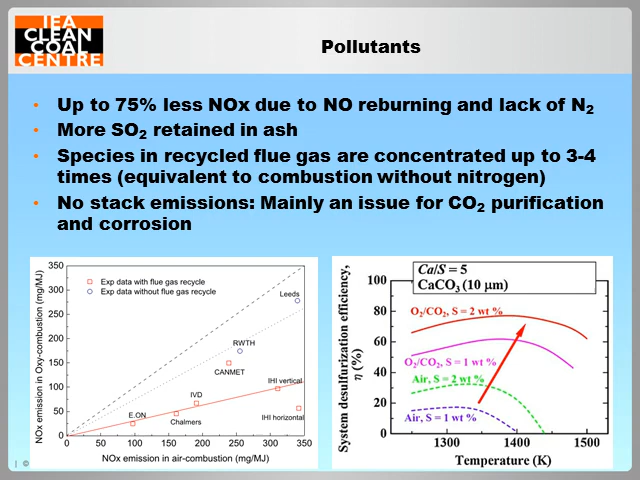 IEA
CLEAN
COAL
CENTRE
Pollutants
• Up to 75% less NOx due to NO reburning and lack of N₂
• More SO₂ retained in ash
• Species in recycled flue gas are concentrated up to 3-4
times (equivalent to combustion without nitrogen)
• No stack emissions: Mainly an issue for CO₂ purification
and corrosion
NOx emission in Oxy-combustion (mg/MJ)
350
300
250
200
150
100
50
0
Exp data with flue gas recycle
Exp data without flue gas recycle
Leeds
RWTH
CANMET
IHI vertical
IVD
E.ON
Chalmers
IHI horizontal
0 50 100 150 200 250 300 350
NOx emission in air-combustion (mg/MJ)
System desulfurization efficiency,
η (%)
100
80
60
40
20
0
Ca/S = 5
CaCO₃ (10 μm)
O₂/CO₂, S = 2 wt %
O₂/CO₂, S = 1 wt %
Air, S = 2 wt %
Air, S = 1 wt %
1300 1400 1500
Temperature (K)
| ©